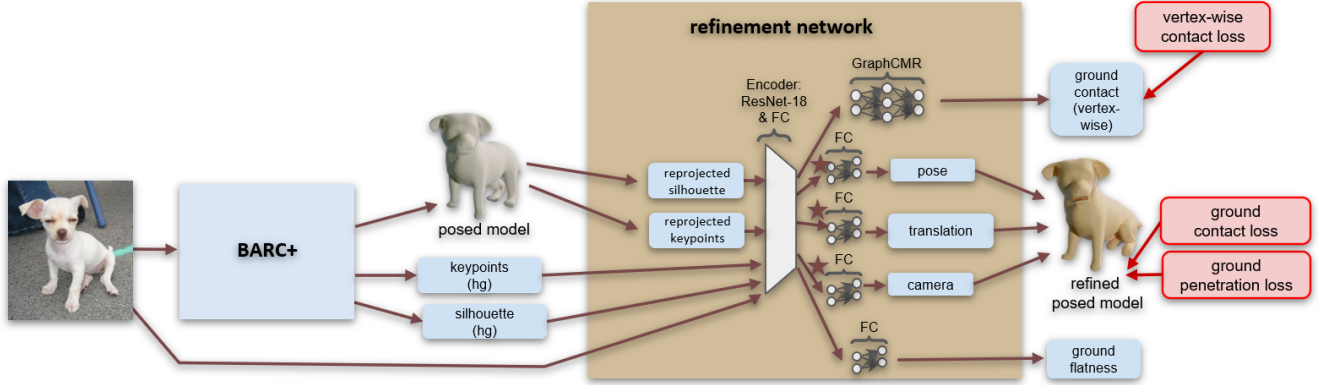 refinement network
vertex-wise
contact loss
GraphCMR
Encoder:
ResNet-18
& FC
ground
contact
(vertex-
wise)
FC
reprojected
silhouette
pose
posed model
FC
reprojected
keypoints
translation
ground
contact loss
BARC+
keypoints
(hg)
FC
camera
ground
penetration loss
refined
posed model
silhouette
(hg)
FC
ground
flatness